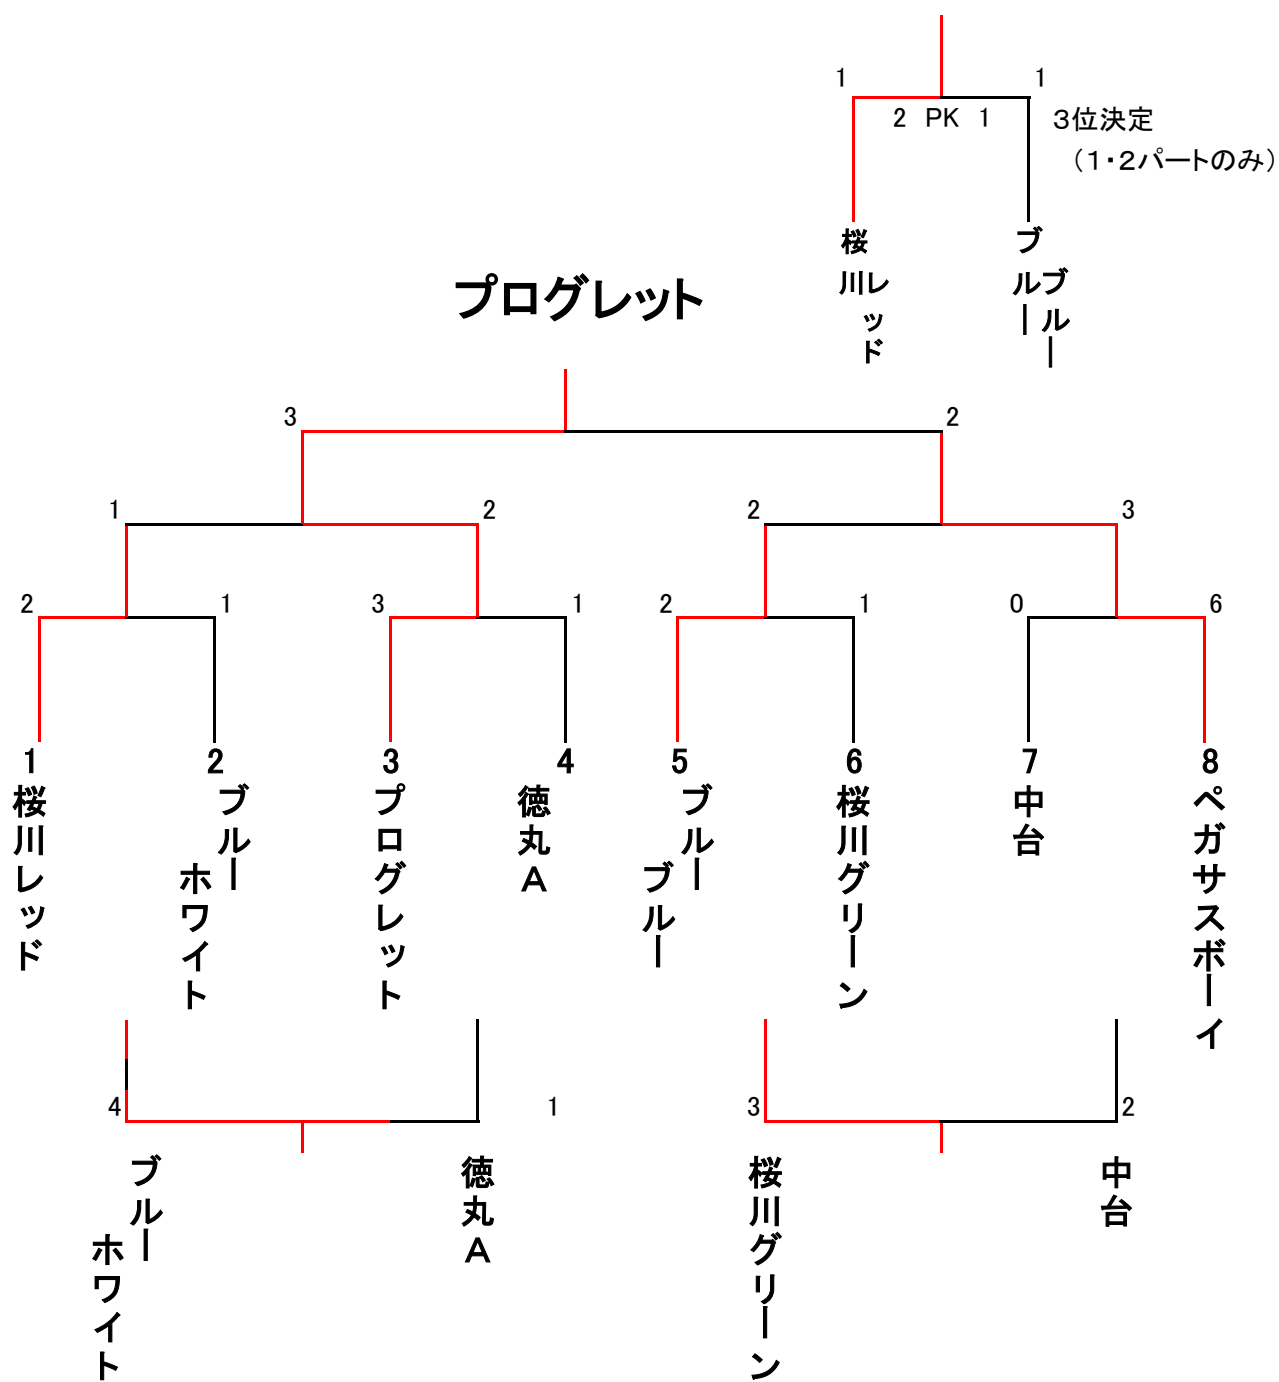 1 1
2 PK 1 3位決定
(1・2パートのみ)
桜川レッド
ブルーブルー
プログレット
3 2
1 2 2 3
2 1 3 1 2 1 0 6
1 2 3 4 5 6 7 8
桜川レッド
ブルーホワイト
プログレット
徳丸A
ブルーブルー
桜川グリーン
中台
ペガサスボーイ
4 1 3 2
ブルーホワイト
徳丸A
桜川グリーン
中台